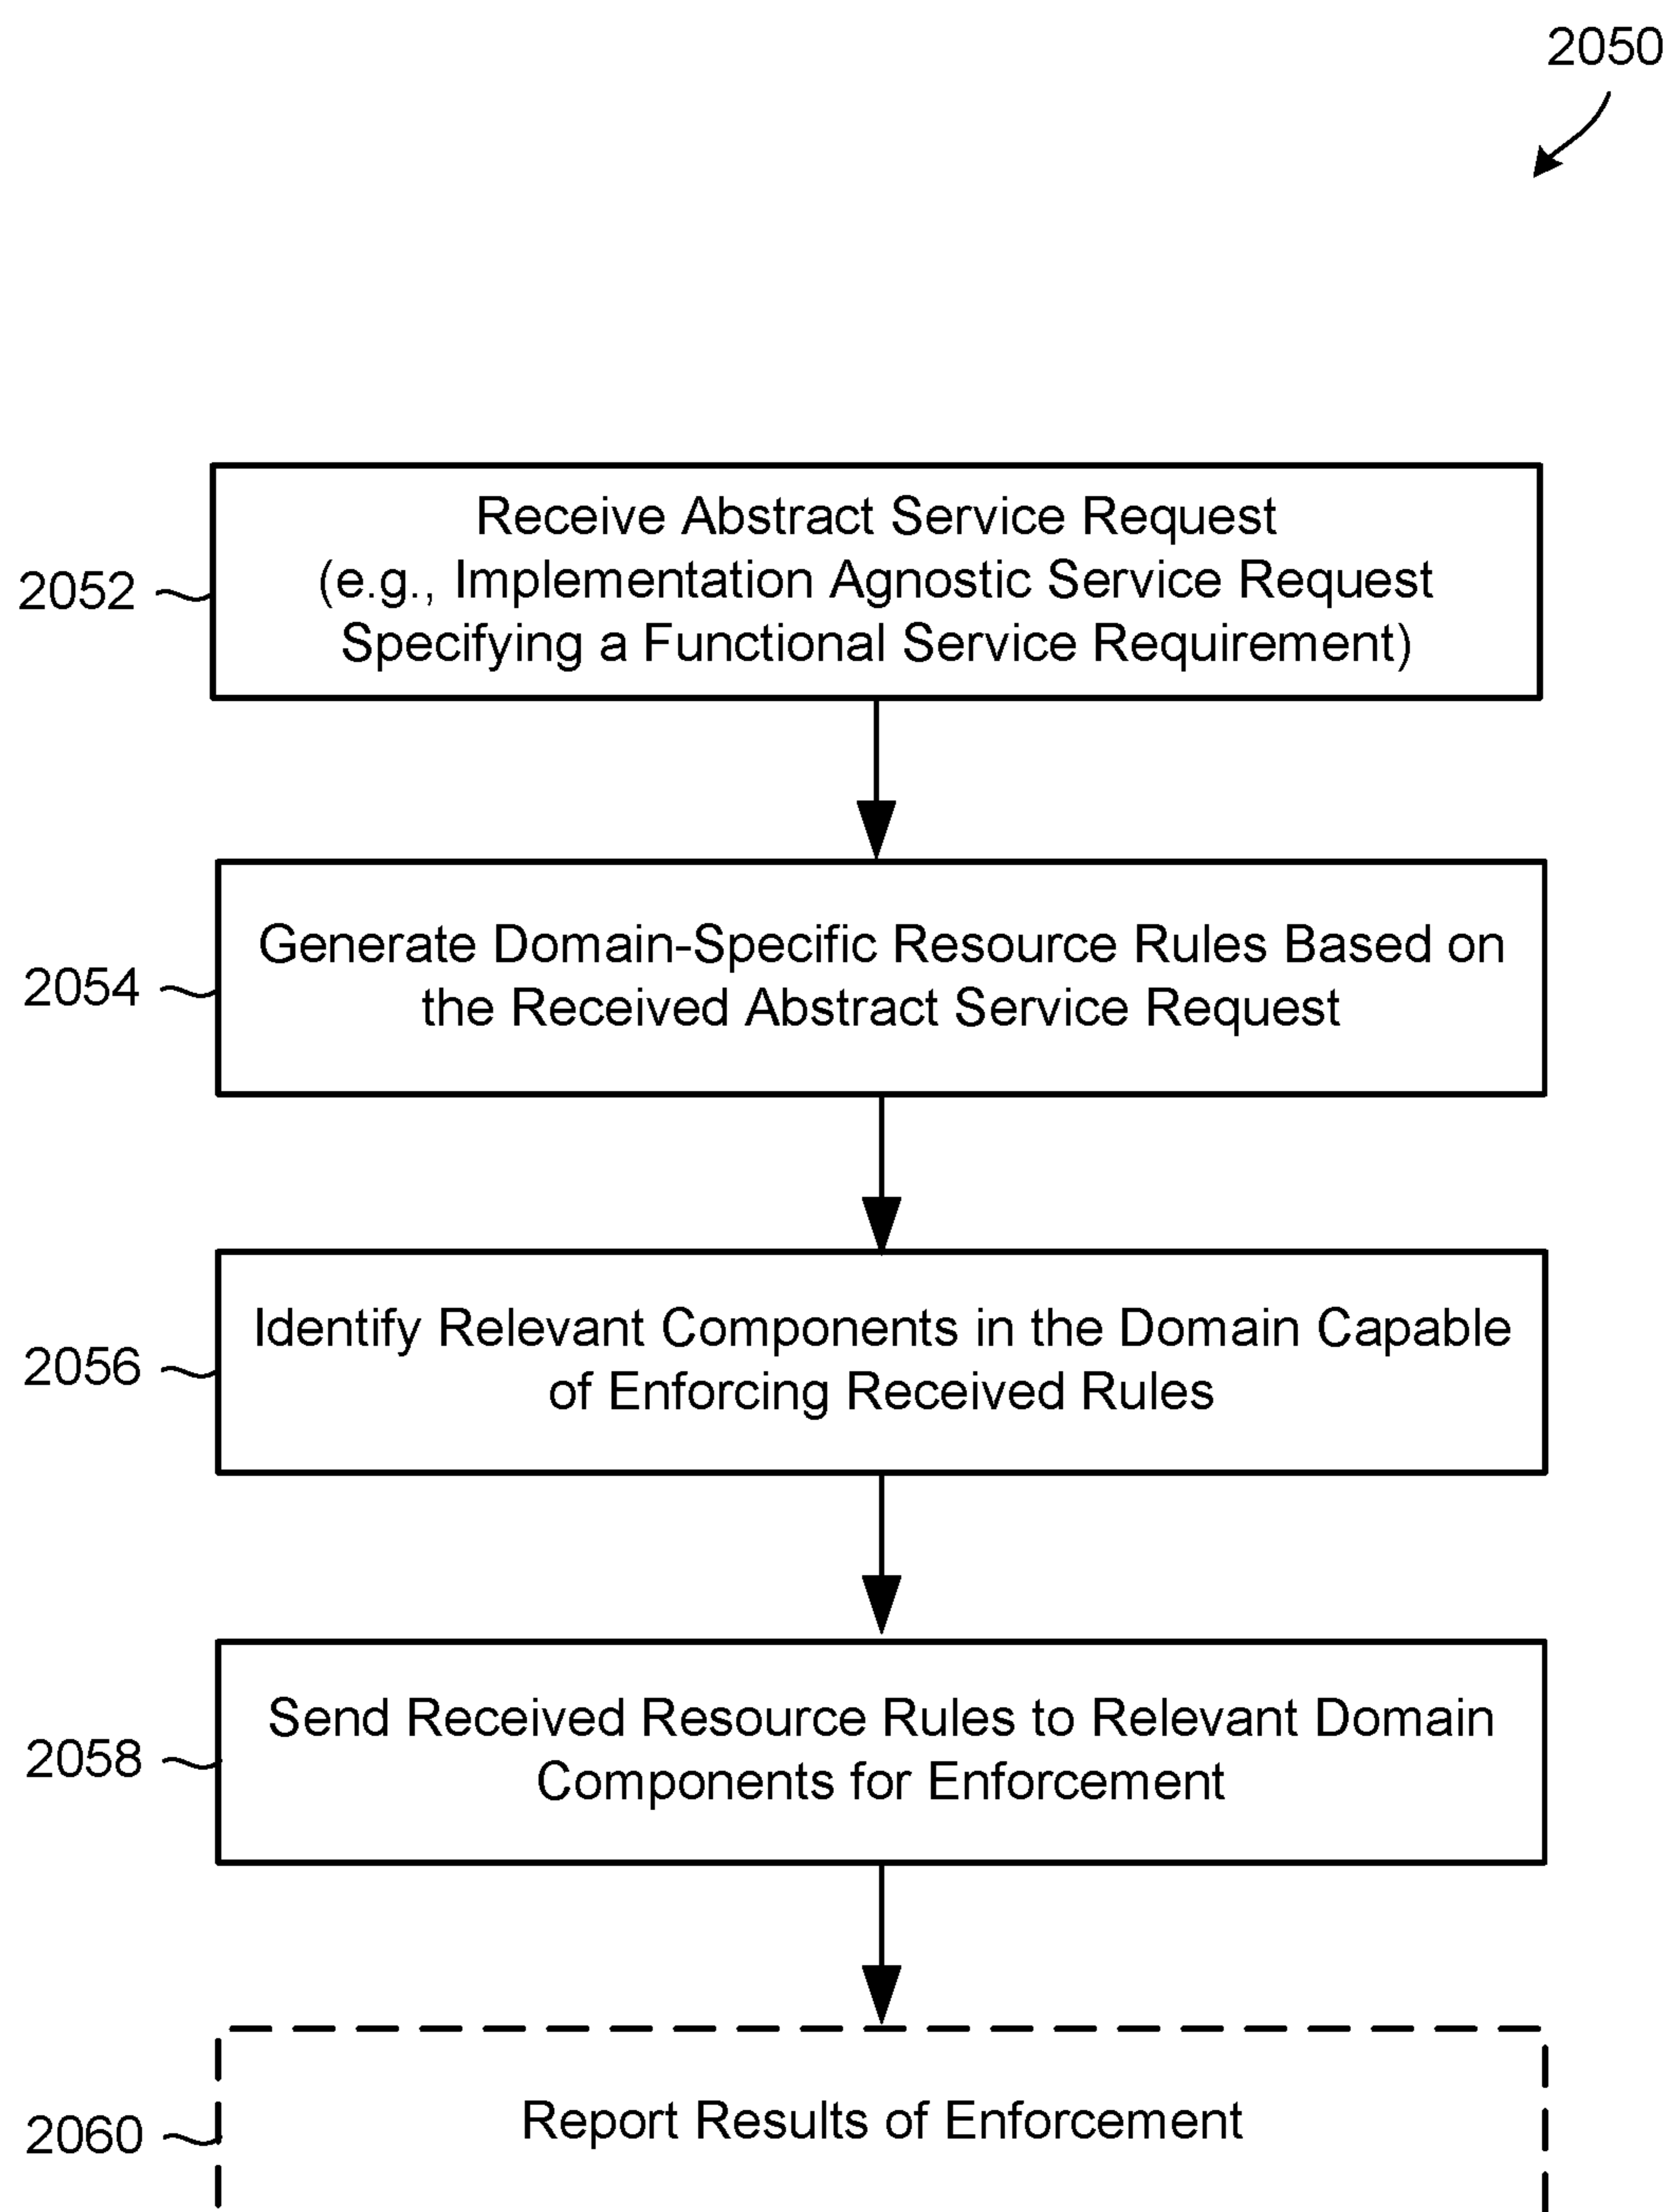 2050
Receive Abstract Service Request
(e.g., Implementation Agnostic Service Request
Specifying a Functional Service Requirement)
2052
Generate Domain-Specific Resource Rules Based on
the Received Abstract Service Request
2054
Identify Relevant Components in the Domain Capable
of Enforcing Received Rules
2056
Send Received Resource Rules to Relevant Domain
Components for Enforcement
2058
Report Results of Enforcement
2060